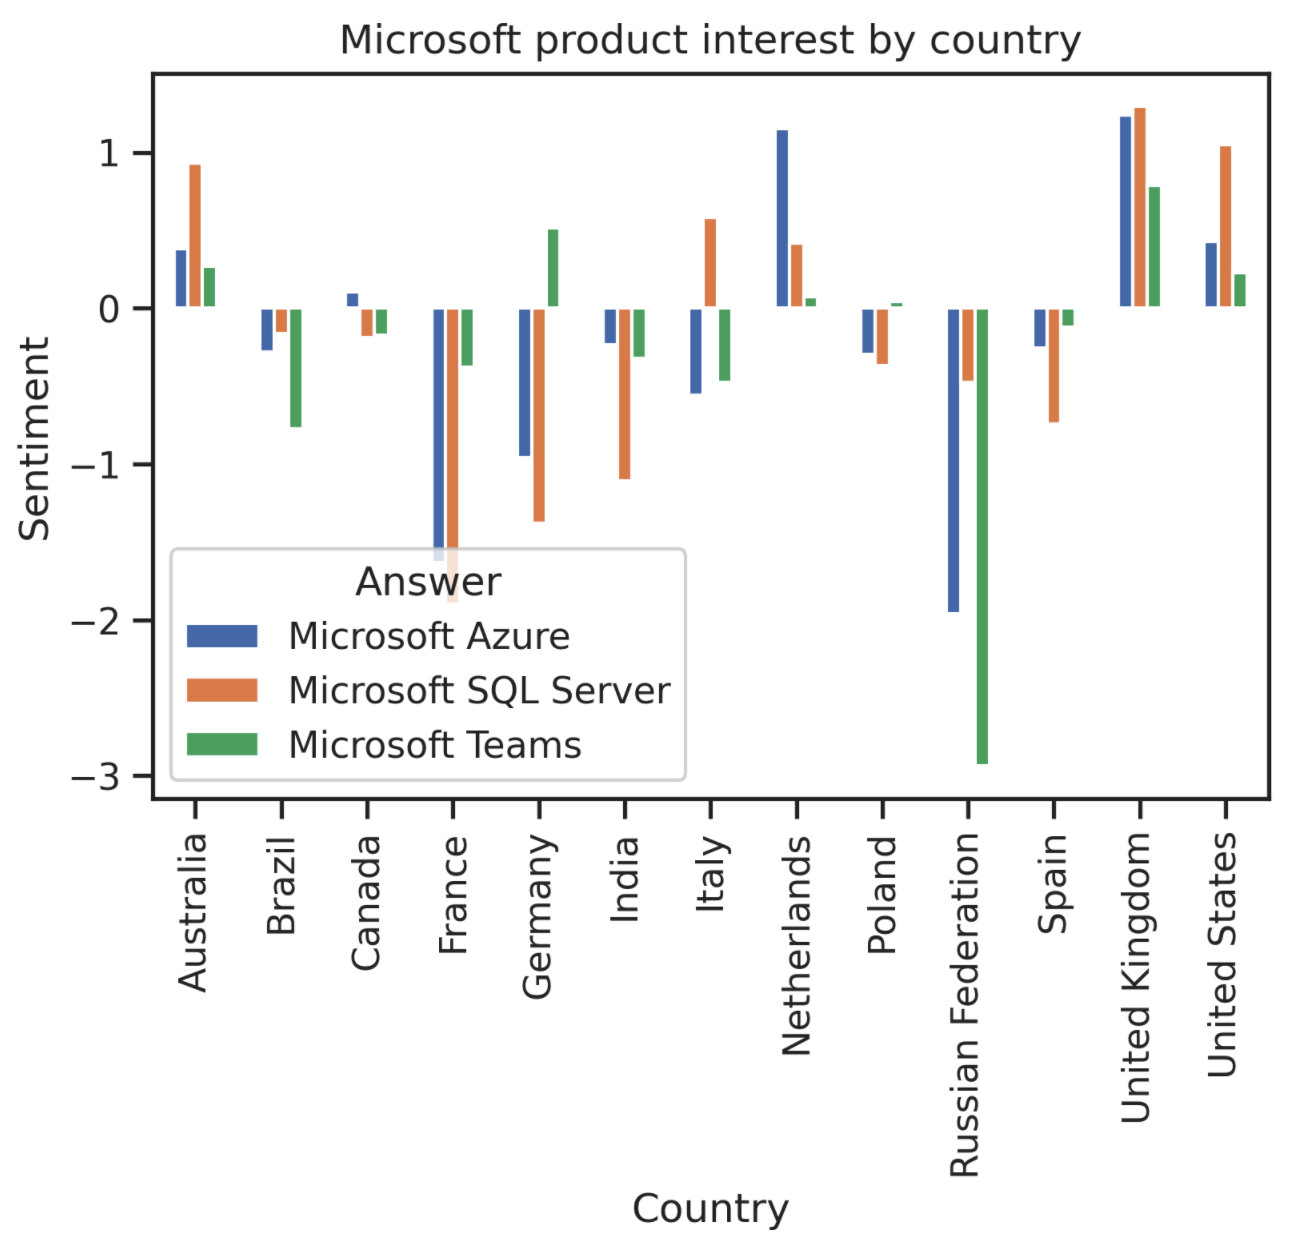 Microsoft product interest by country
Sentiment
1
0
−1
−2
−3
Answer
Microsoft Azure
Microsoft SQL Server
Microsoft Teams
Australia
Brazil
Canada
France
Germany
India
Italy
Netherlands
Poland
Russian Federation
Spain
United Kingdom
United States
Country